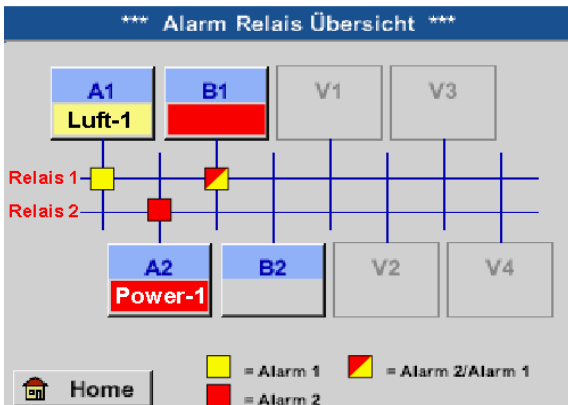 *** Alarm Relais Übersicht ***
A1 B1 V1 V3
Luft-1
Relais 1
Relais 2
A2 B2 V2 V4
Power-1
= Alarm 1 = Alarm 2/Alarm 1
Home
= Alarm 2